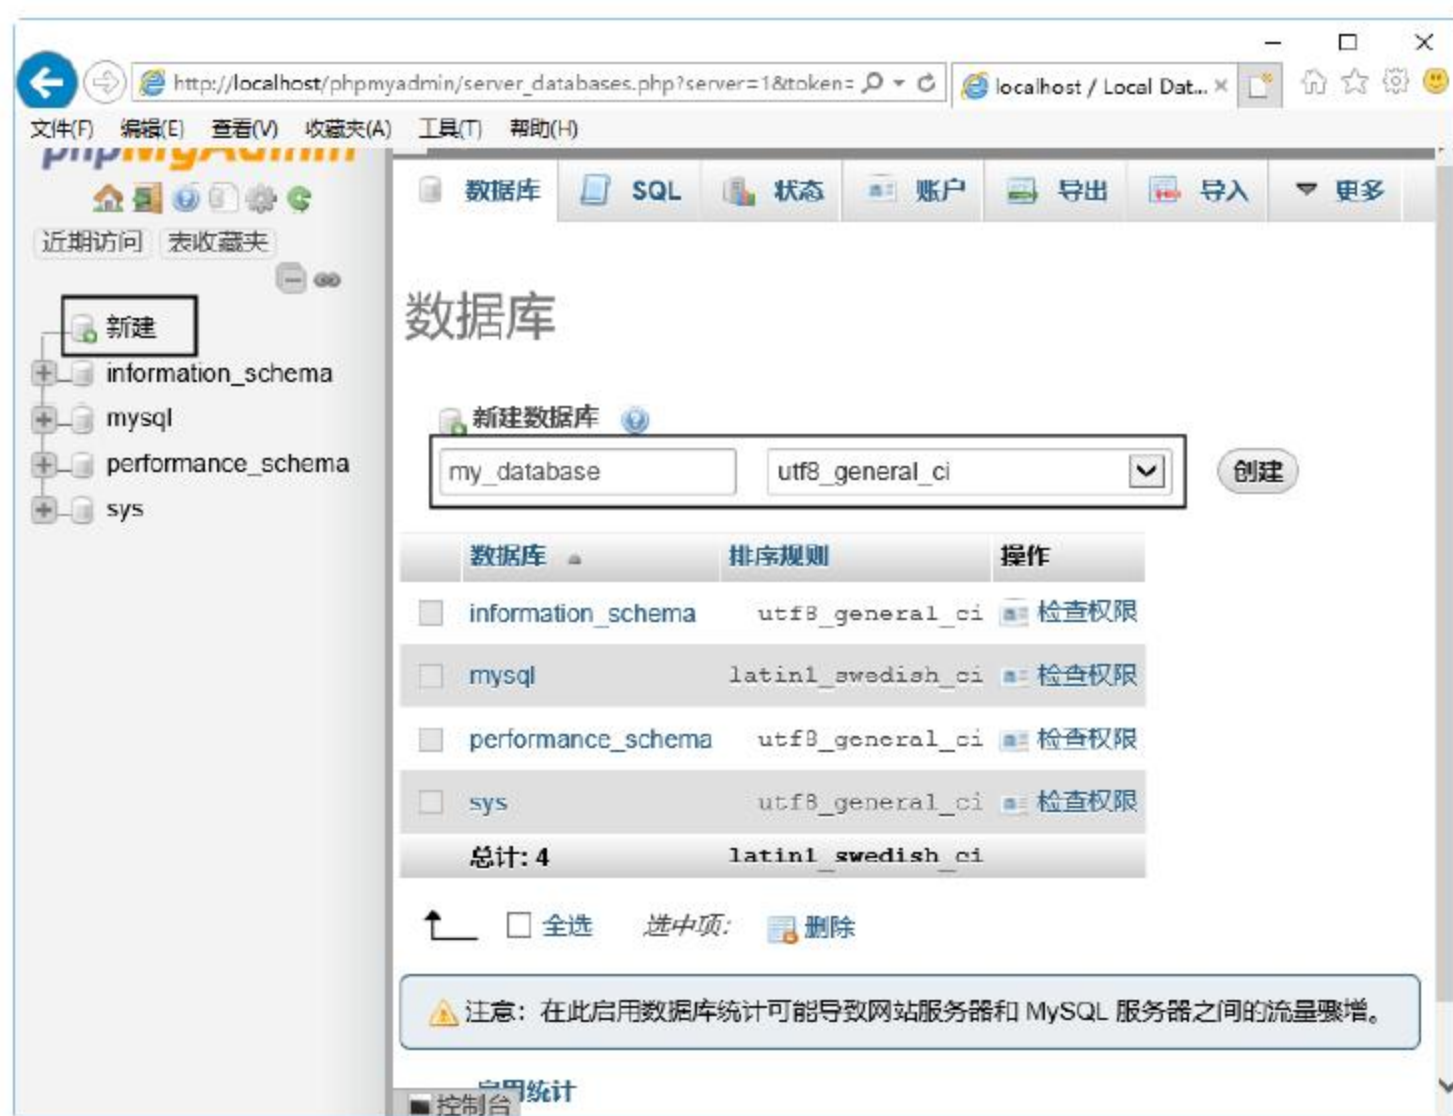 http://localhost/phpmyadmin/server_databases.php?server=1&token=
localhost / Local Dat...
文件(F) 编辑(E) 查看(V) 收藏夹(A) 工具(T) 帮助(H)
phpMyAdmin
近期访问 表收藏夹
新建
information_schema
mysql
performance_schema
sys
数据库 SQL 状态 账户 导出 导入 更多
数据库
新建数据库
my_database utf8_general_ci 创建
数据库 排序规则 操作
information_schema utf8_general_ci 检查权限
mysql latin1_swedish_ci 检查权限
performance_schema utf8_general_ci 检查权限
sys utf8_general_ci 检查权限
总计: 4 latin1_swedish_ci
全选 选中项: 删除
注意：在此启用数据库统计可能导致网站服务器和 MySQL 服务器之间的流量骤增。
启用统计
控制台